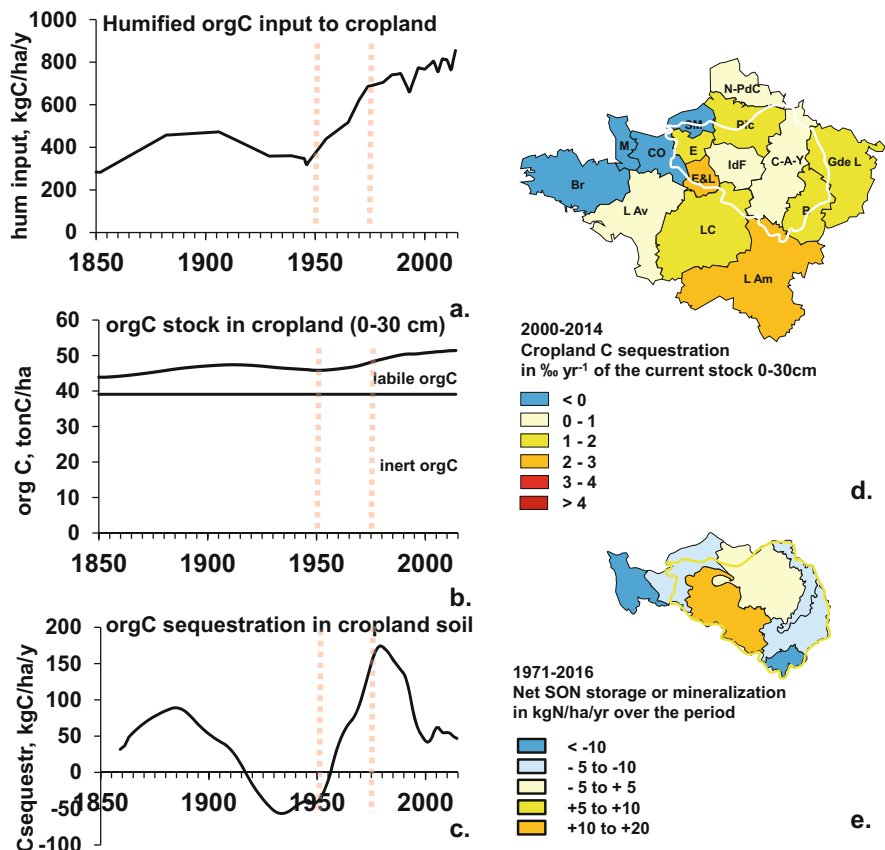 a.
Humified orgC input to cropland
hum input, kgC/ha/y
1000
800
600
400
200
0
1850
1900
1950
2000
b.
orgC stock in cropland (0-30 cm)
org C, tonC/ha
60
50
40
30
20
10
0
labile orgC
inert orgC
1850
1900
1950
2000
c.
orgC sequestration in cropland soil
Csequestr, kgC/ha/y
200
150
100
50
0
-50
-100
1850
1900
1950
2000
N-PdC
SM
Pic
M
CO
E
IdF
C-A-Y
Gde L
Br
E&L
L Av
LC
B
L Am
2000-2014
Cropland C sequestration
in ‰ yr-1 of the current stock 0-30cm
< 0
0 - 1
1 - 2
2 - 3
3 - 4
> 4
d.
1971-2016
Net SON storage or mineralization
in kgN/ha/yr over the period
< -10
- 5 to -10
- 5 to + 5
+5 to +10
+10 to +20
e.